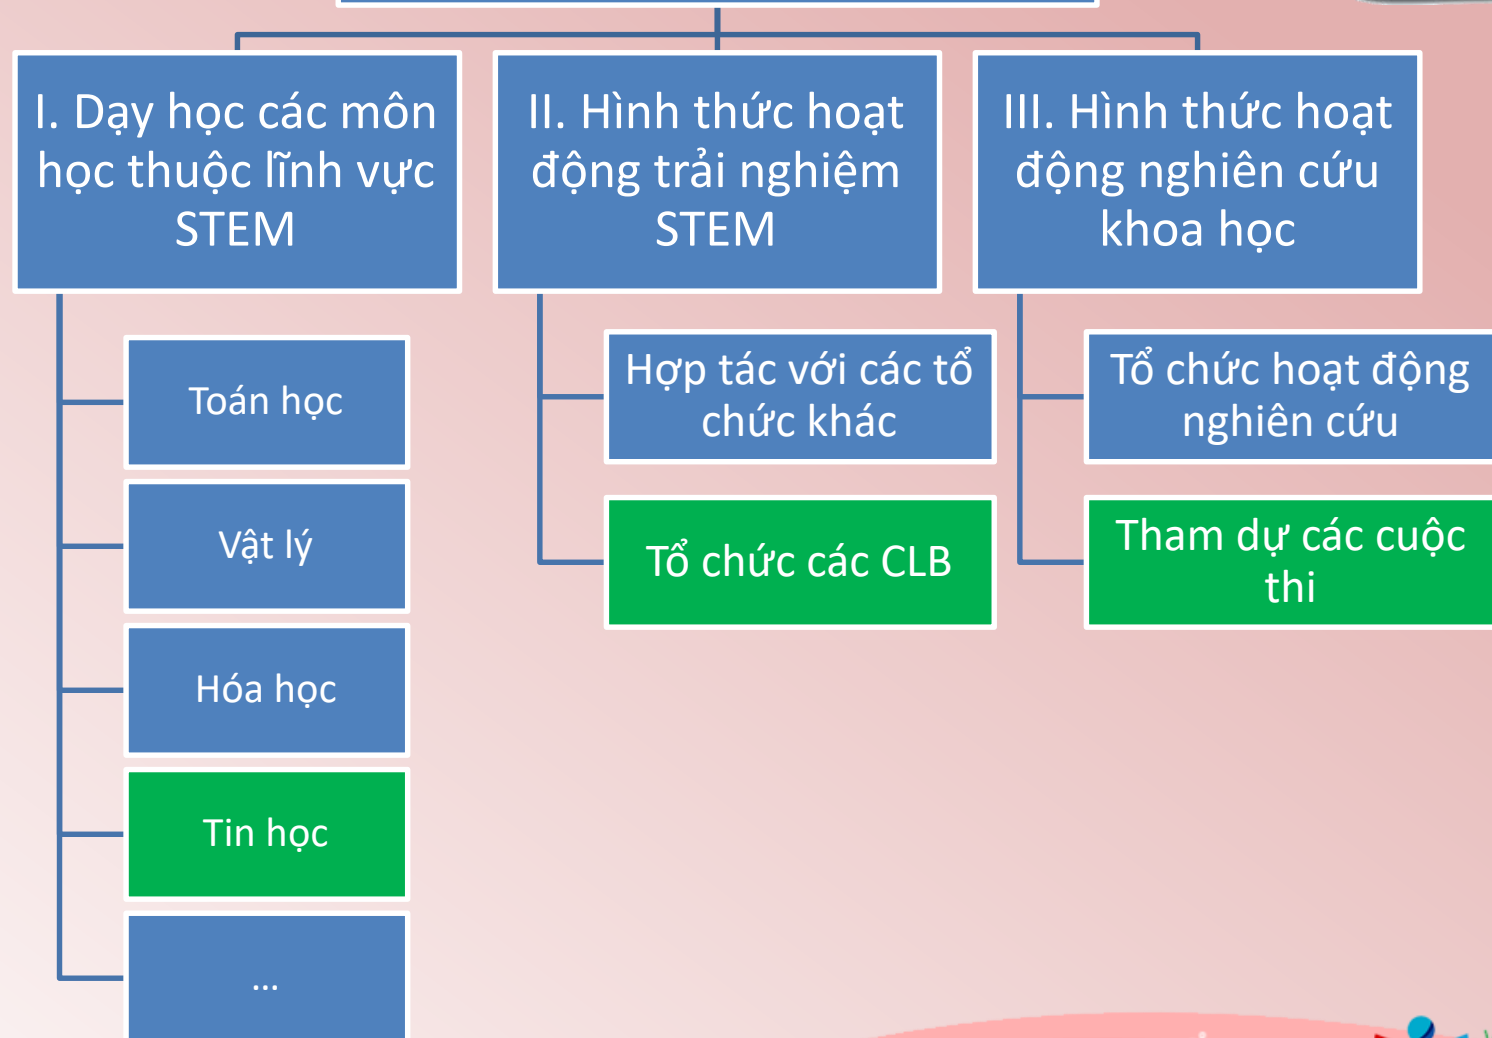 I. Dạy học các môn
học thuộc lĩnh vực
STEM
II. Hình thức hoạt
động trải nghiệm
STEM
III. Hình thức hoạt
động nghiên cứu
khoa học
Toán học
Vật lý
Hóa học
Tin học
...
Hợp tác với các tổ
chức khác
Tổ chức các CLB
Tổ chức hoạt động
nghiên cứu
Tham dự các cuộc
thi